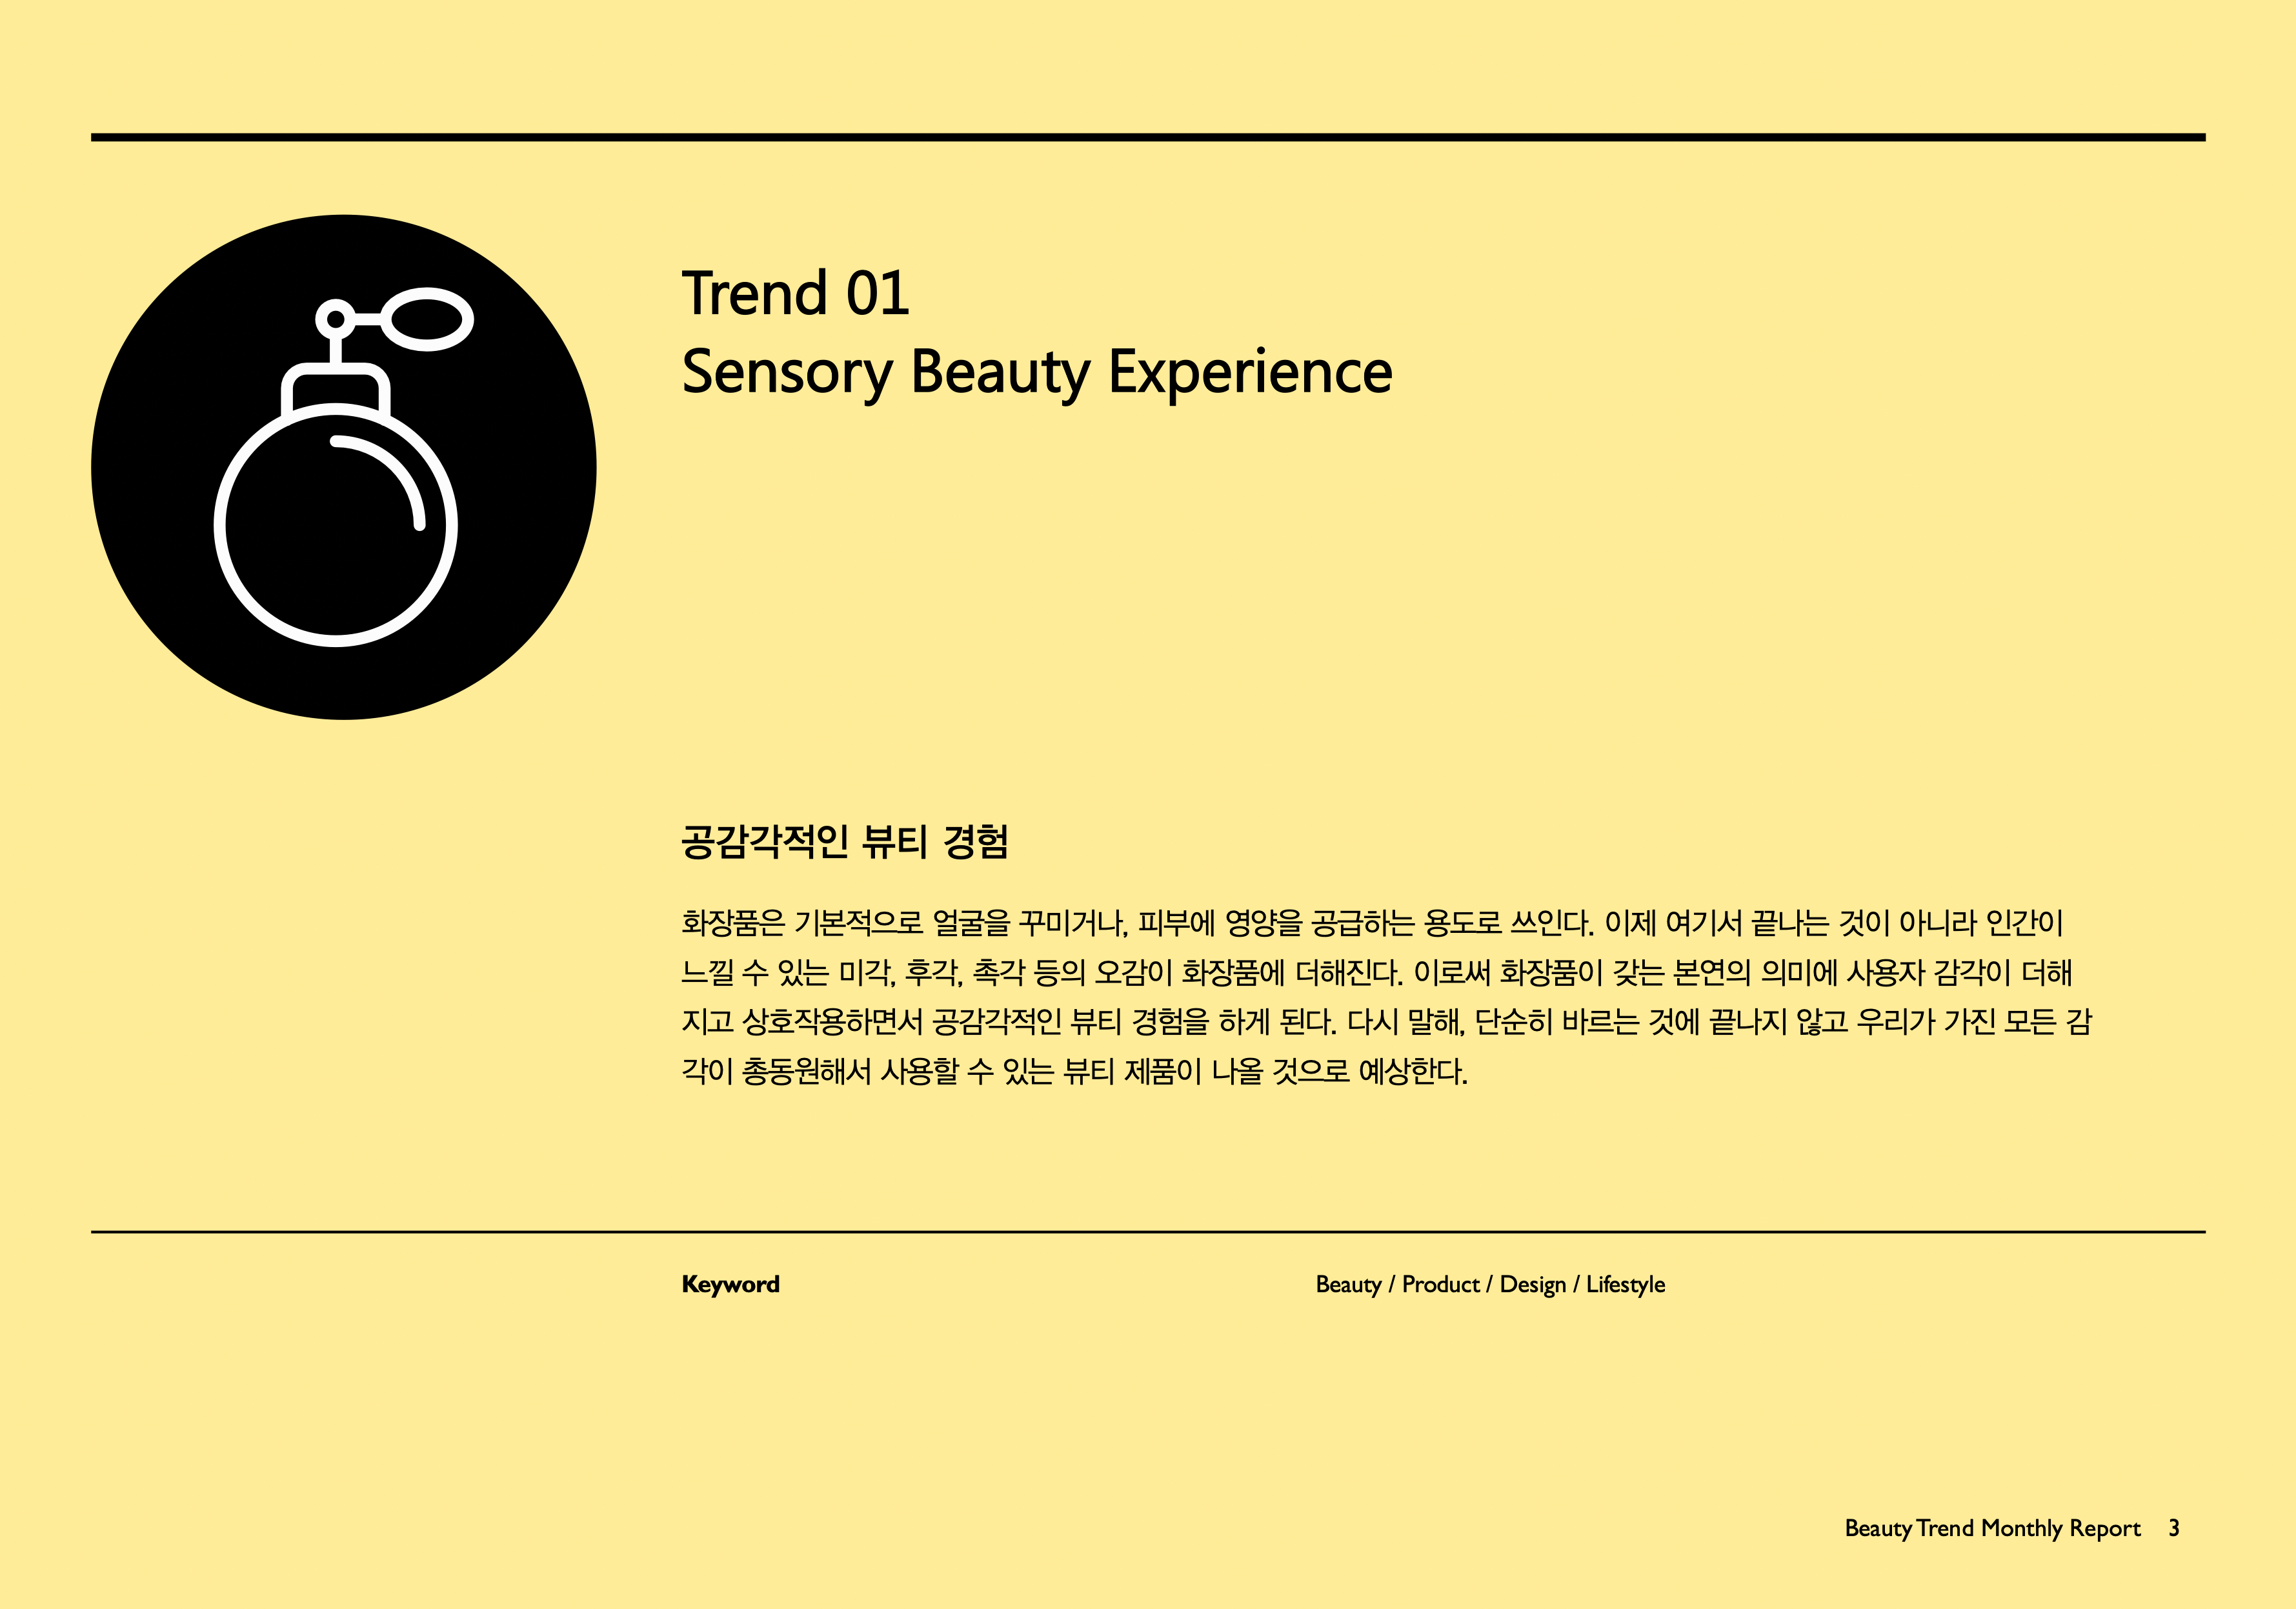 Trend 01
Sensory Beauty Experience
공감각적인 뷰티 경험
화장품은 기본적으로 얼굴을 꾸미거나, 피부에 영양을 공급하는 용도로 쓰인다. 이제 여기서 끝나는 것이 아니라 인간이
느낄 수 있는 미각, 후각, 촉각 등의 오감이 화장품에 더해진다. 이로써 화장품이 갖는 본연의 의미에 사용자 감각이 더해
지고 상호작용하면서 공감각적인 뷰티 경험을 하게 된다. 다시 말해, 단순히 바르는 것에 끝나지 않고 우리가 가진 모든 감
각이 총동원해서 사용할 수 있는 뷰티 제품이 나올 것으로 예상한다.
Keyword
Beauty / Product / Design / Lifestyle
Beauty Trend Monthly Report 3